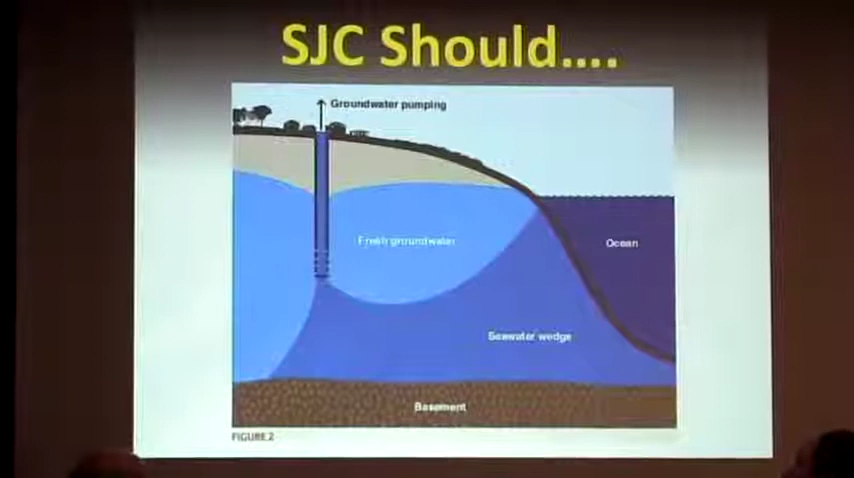 SJC Should....
Groundwater pumping
Fresh groundwater
Ocean
Seawater wedge
Basement
FIGURE 2